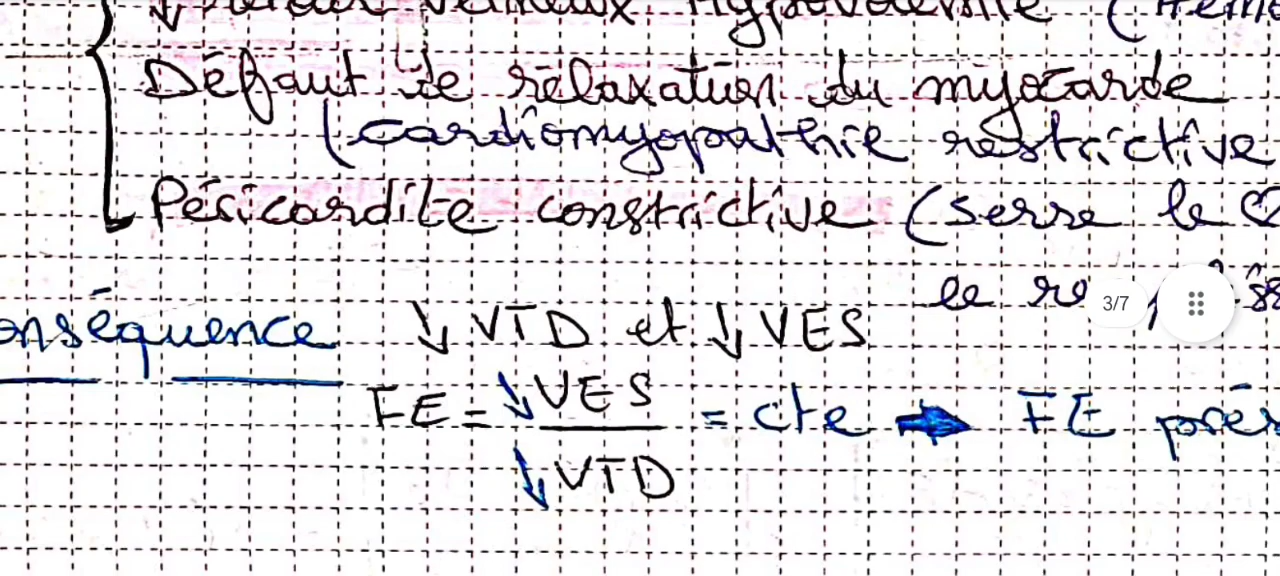 Défaut de relaxation du myocarde
(cardiomyopathie restrictive
Péricardite constrictive (serre le ♡
le
3/7
onséquence ↓ VTD et ↓ VES
FE = ↓VES / ↓VTD = cte → FE prés